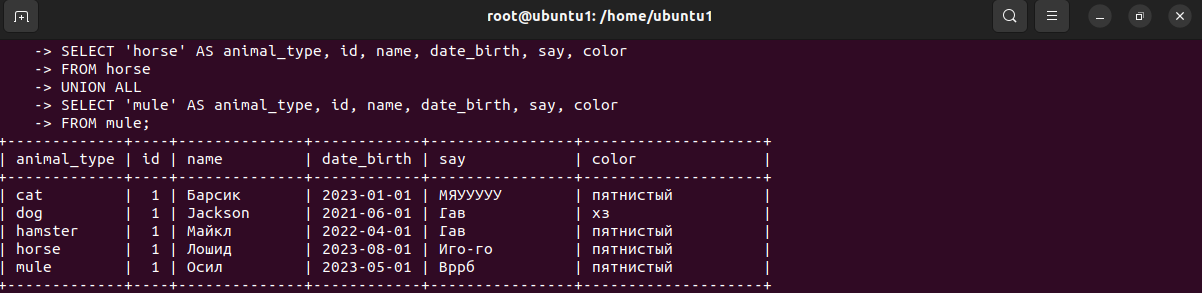 root@ubuntu1: /home/ubuntu1
-> SELECT 'horse' AS animal_type, id, name, date_birth, say, color
-> FROM horse
-> UNION ALL
-> SELECT 'mule' AS animal_type, id, name, date_birth, say, color
-> FROM mule;
+-------------+----+--------------+------------+----------------+--------------------+
| animal_type | id | name         | date_birth | say            | color              |
+-------------+----+--------------+------------+----------------+--------------------+
| cat         |  1 | Барсик       | 2023-01-01 | МЯУУУУУ        | пятнистый          |
| dog         |  1 | Jackson      | 2021-06-01 | Гав            | хз                 |
| hamster     |  1 | Майкл        | 2022-04-01 | Гав            | пятнистый          |
| horse       |  1 | Лошид        | 2023-08-01 | Иго-го         | пятнистый          |
| mule        |  1 | Осил         | 2023-05-01 | Вррб           | пятнистый          |
+-------------+----+--------------+------------+----------------+--------------------+